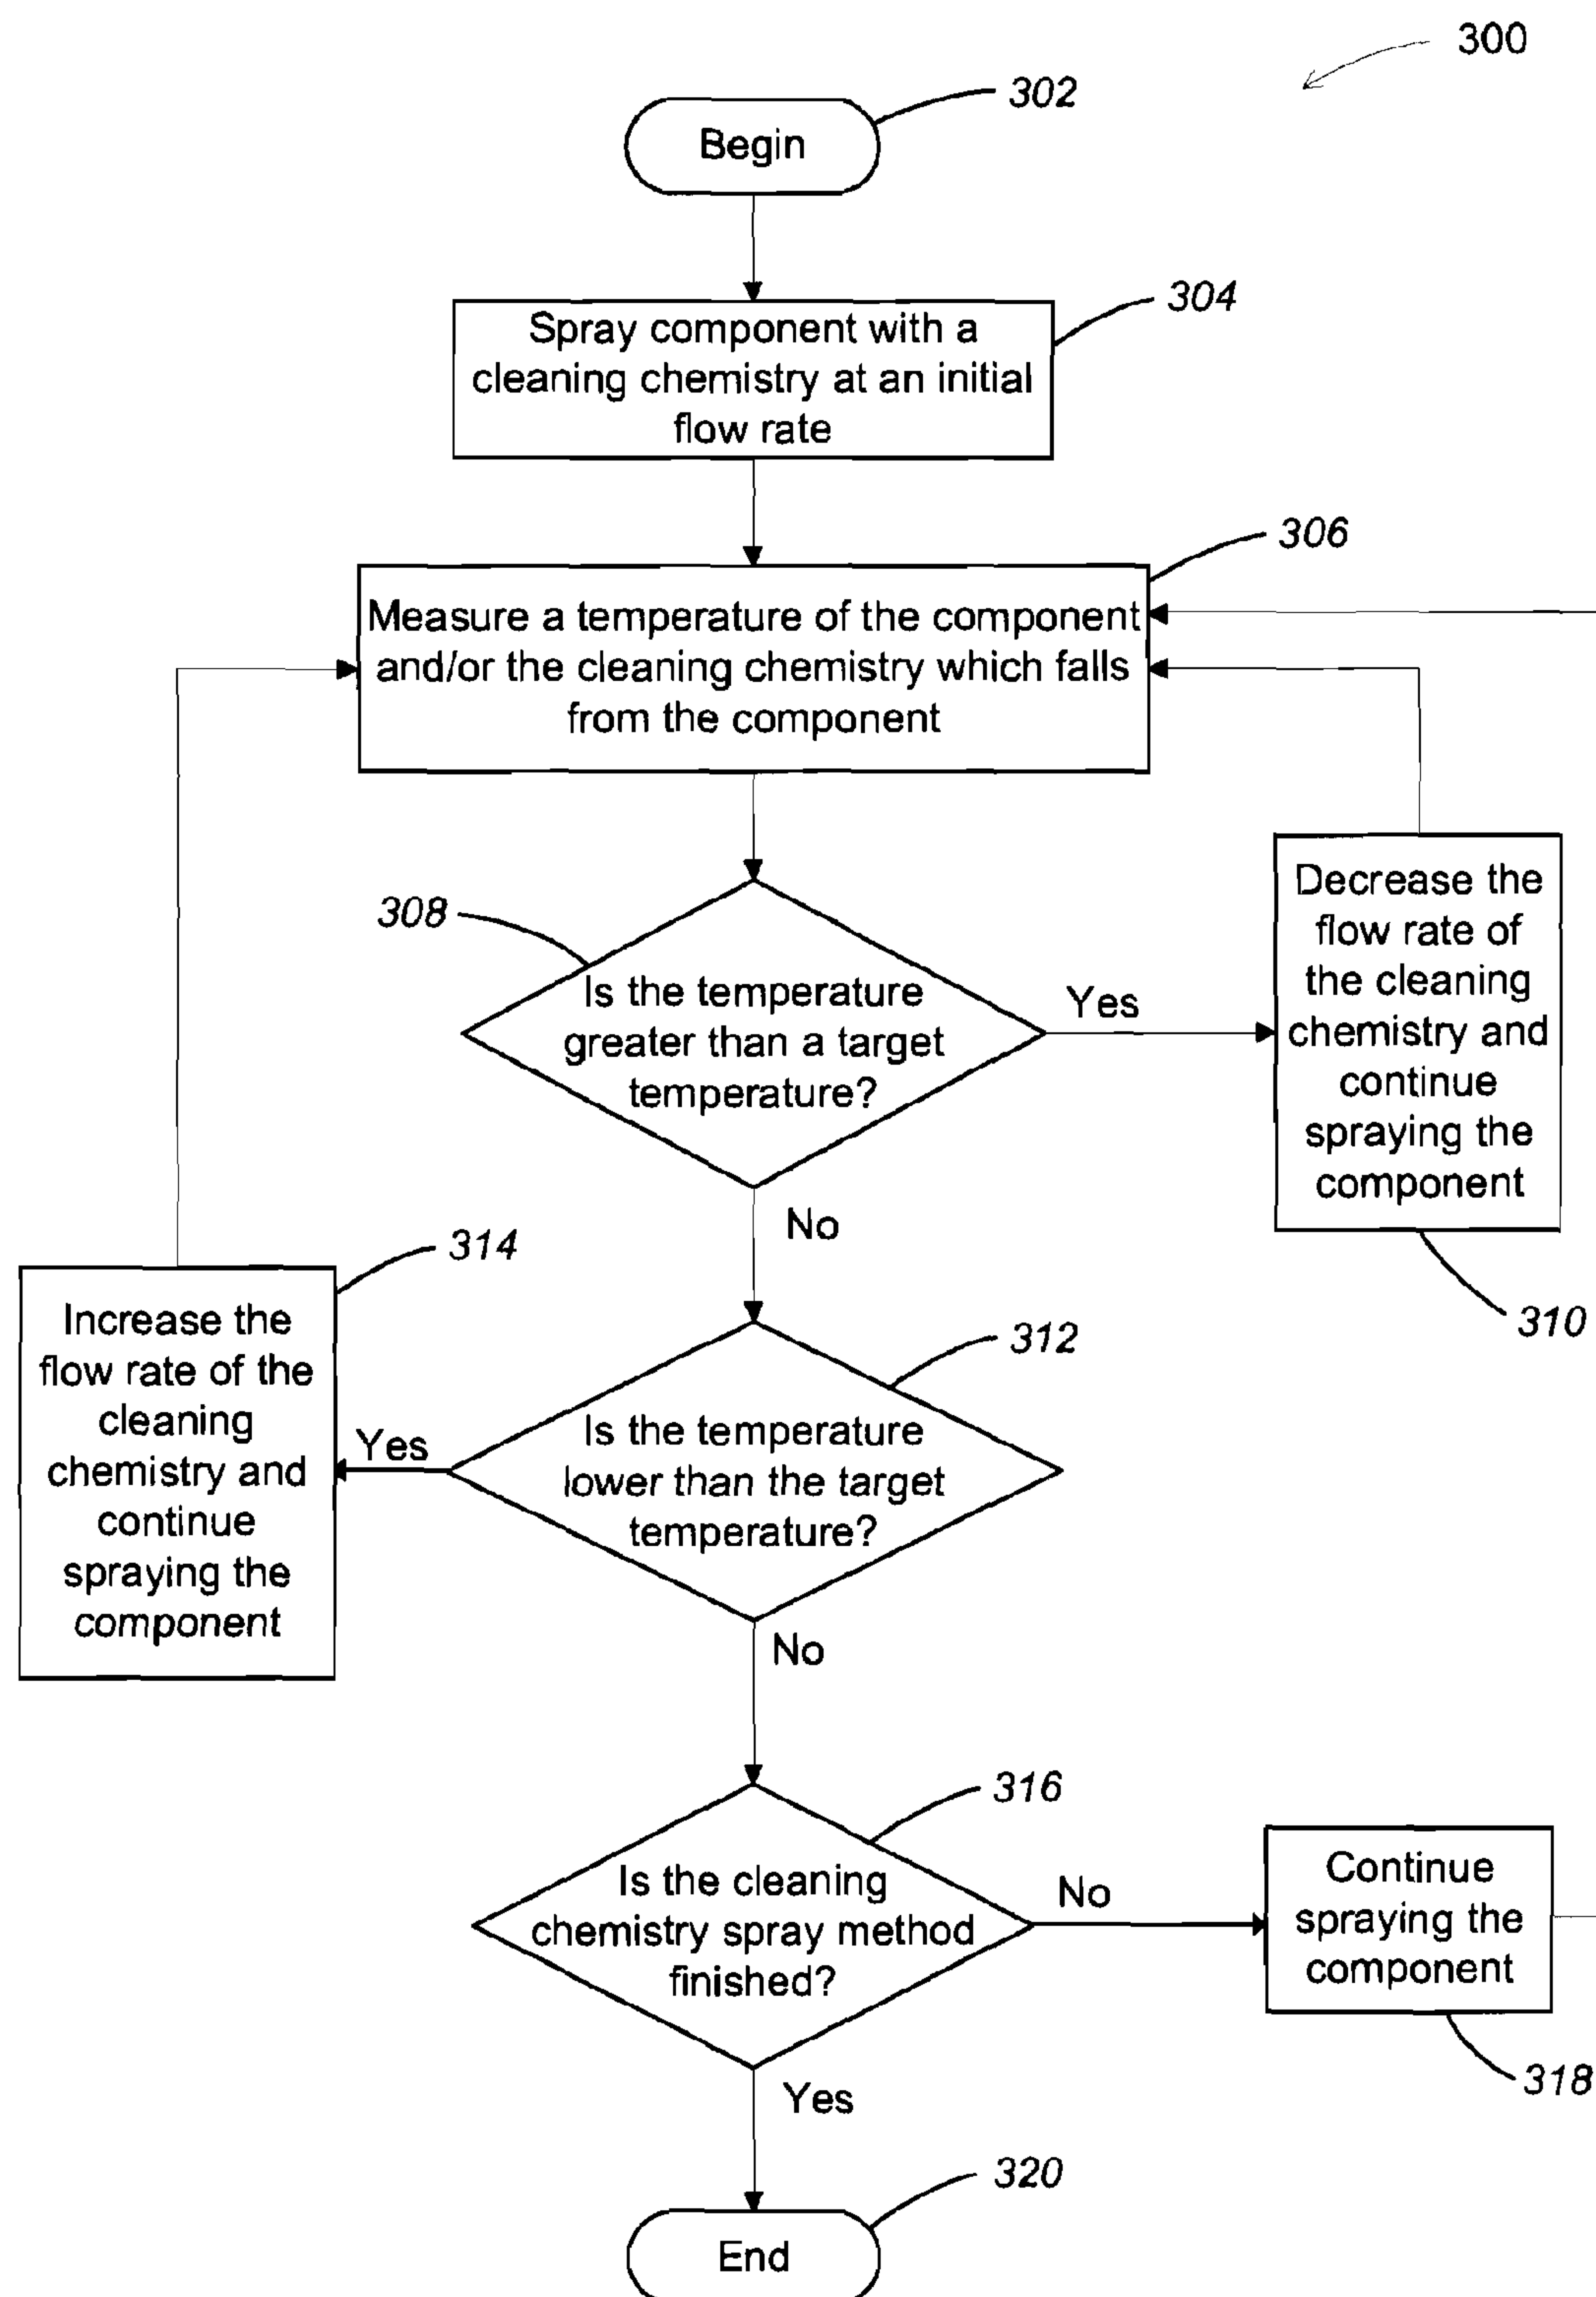 300
302
Begin
304
Spray component with a
cleaning chemistry at an initial
flow rate
306
Measure a temperature of the component
and/or the cleaning chemistry which falls
from the component
308
Is the temperature
greater than a target
temperature?
Yes
Decrease the
flow rate of
the cleaning
chemistry and
continue
spraying the
component
310
No
314
Increase the
flow rate of the
cleaning
chemistry and
continue
spraying the
component
312
Yes
Is the temperature
lower than the target
temperature?
No
316
Is the cleaning
chemistry spray method
finished?
No
Continue
spraying the
component
318
Yes
320
End